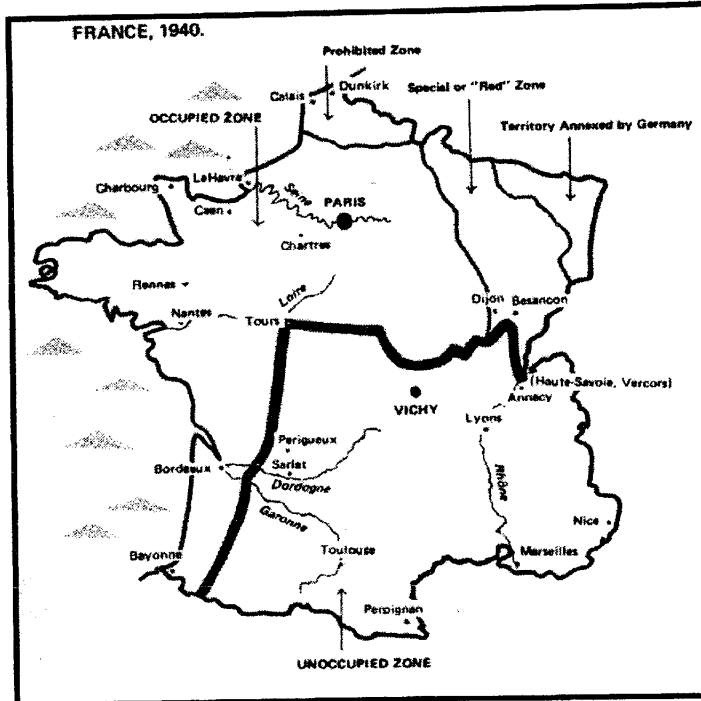 FRANCE, 1940.
Prohibited Zone
Dunkirk
Calais
Special or "Red" Zone
OCCUPIED ZONE
Territory Annexed by Germany
LeHavre
Cherbourg
Seine
PARIS
Caen
Chartres
Rennes
Loire
Dijon
Besancon
Nantes
Tours
(Haute-Savoie, Vercors)
Annecy
VICHY
Lyons
Perigueux
Sarlat
Bordeaux
Dordogne
Rhône
Garonne
Nice
Bayonne
Toulouse
Marseilles
Perpignan
UNOCCUPIED ZONE